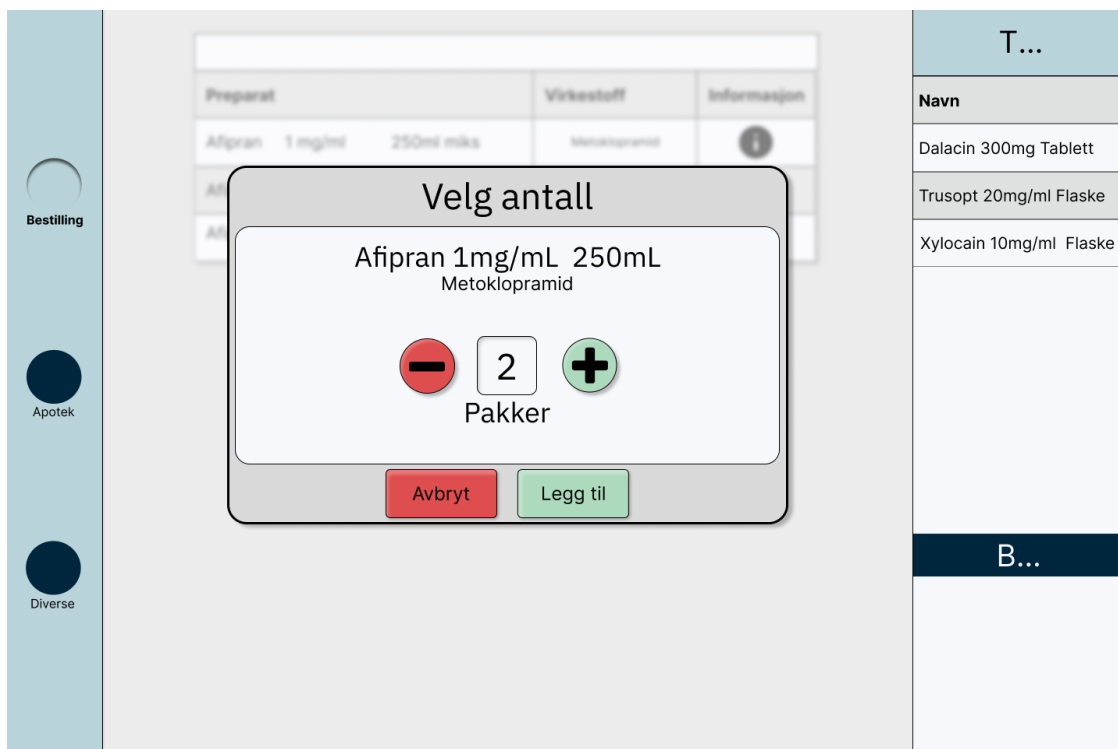 Bestilling
Apotek
Diverse
Preparat Virkestoff Informasjon
Afipran 1 mg/ml 250ml miks Metoklopramid
Velg antall
Afipran 1mg/mL 250mL
Metoklopramid
2
Pakker
Avbryt Legg til
T...
Navn
Dalacin 300mg Tablett
Trusopt 20mg/ml Flaske
Xylocain 10mg/ml Flaske
B...